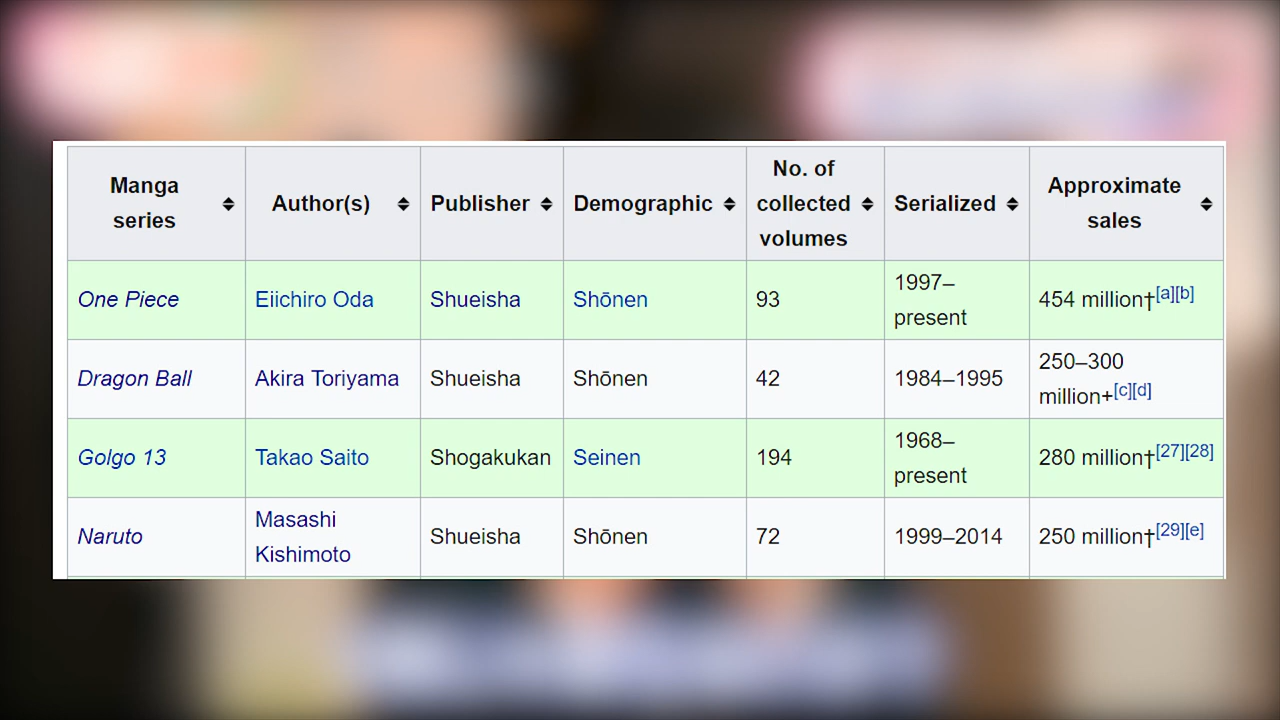 Manga series
Author(s)
Publisher
Demographic
No. of collected volumes
Serialized
Approximate sales
One Piece
Eiichiro Oda
Shueisha
Shōnen
93
1997–present
454 million†[a][b]
Dragon Ball
Akira Toriyama
Shueisha
Shōnen
42
1984–1995
250–300 million+[c][d]
Golgo 13
Takao Saito
Shogakukan
Seinen
194
1968–present
280 million†[27][28]
Naruto
Masashi Kishimoto
Shueisha
Shōnen
72
1999–2014
250 million†[29][e]